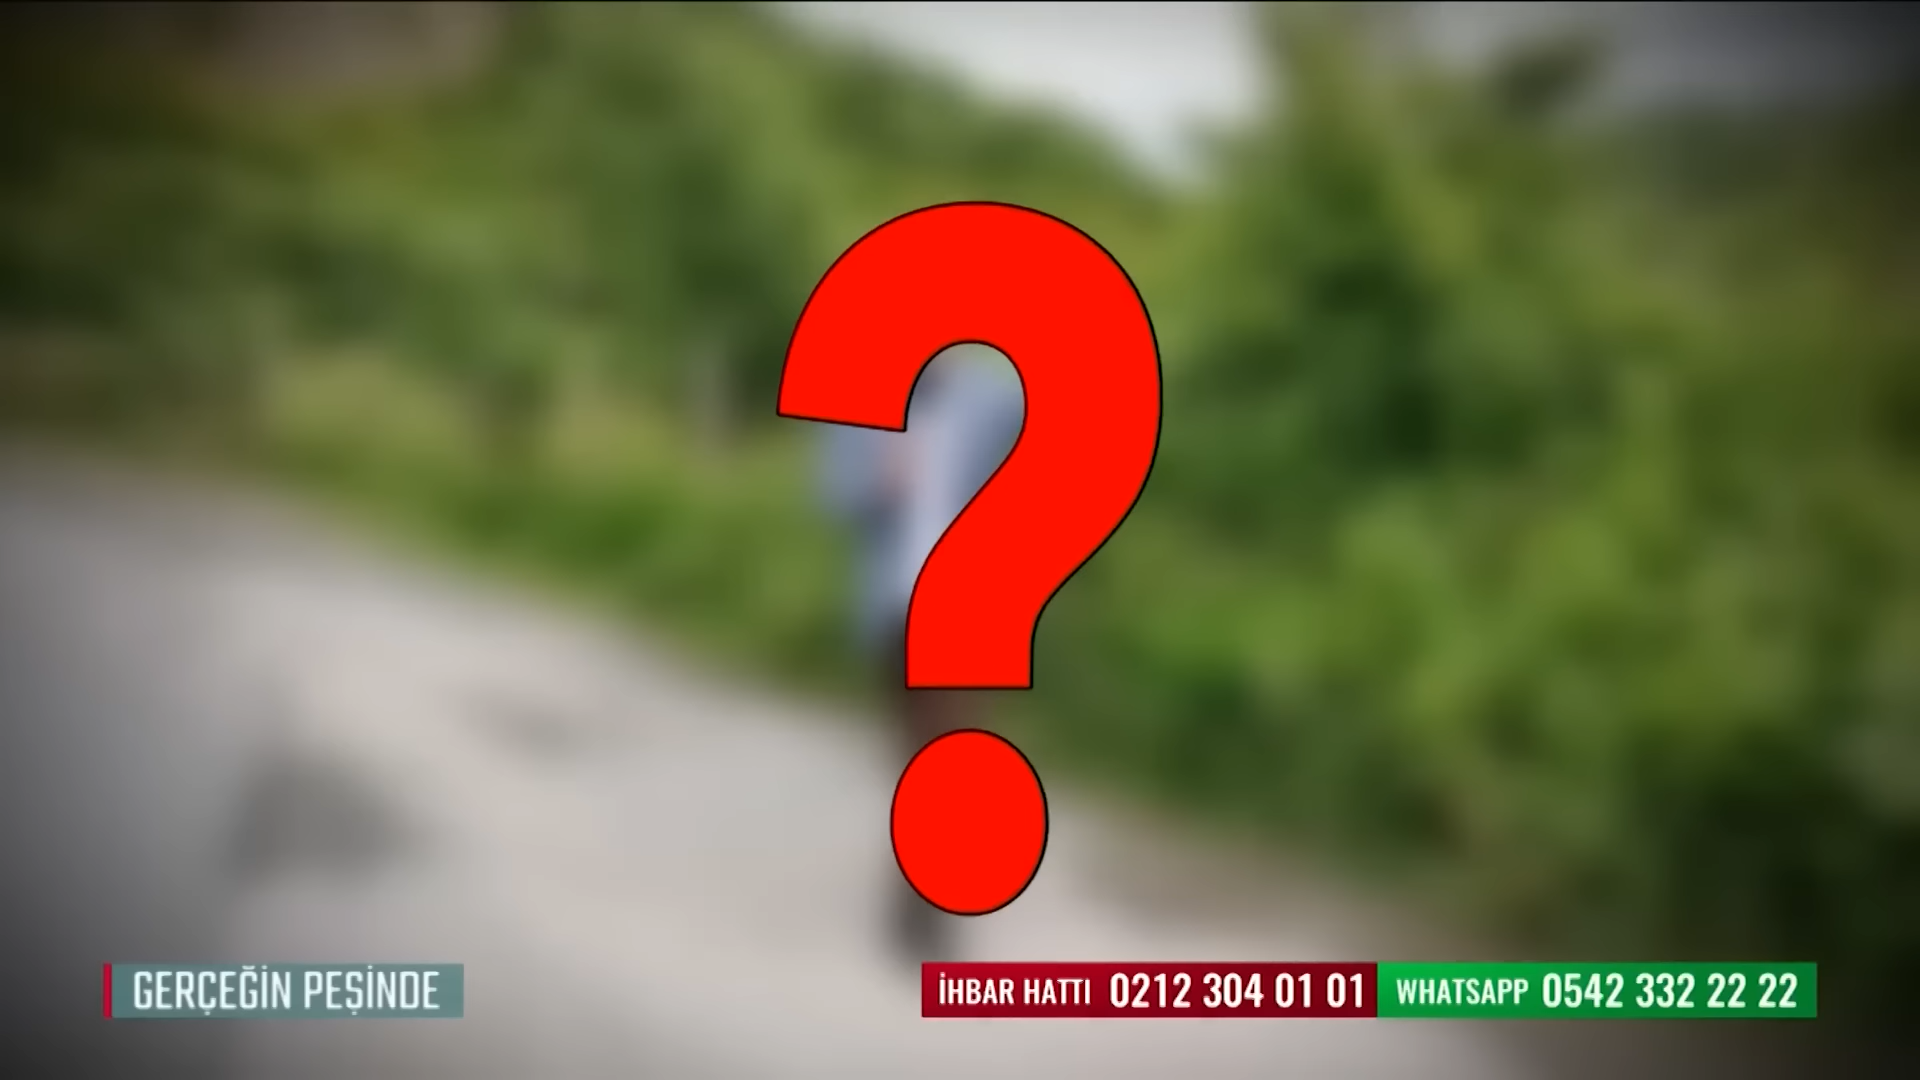 ?
GERÇEĞİN PEŞİNDE
İHBAR HATTI 0212 304 01 01 WHATSAPP 0542 332 22 22